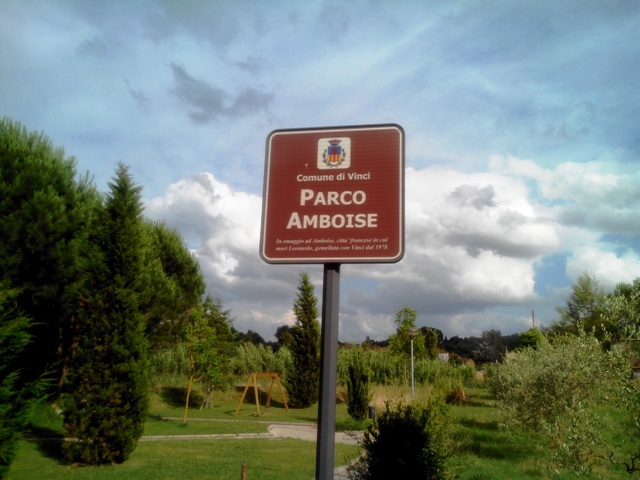 Comune di Vinci
PARCO
AMBOISE
In omaggio ad Amboise, citta' francese in cui
morì Leonardo, gemellata con Vinci dal 1978